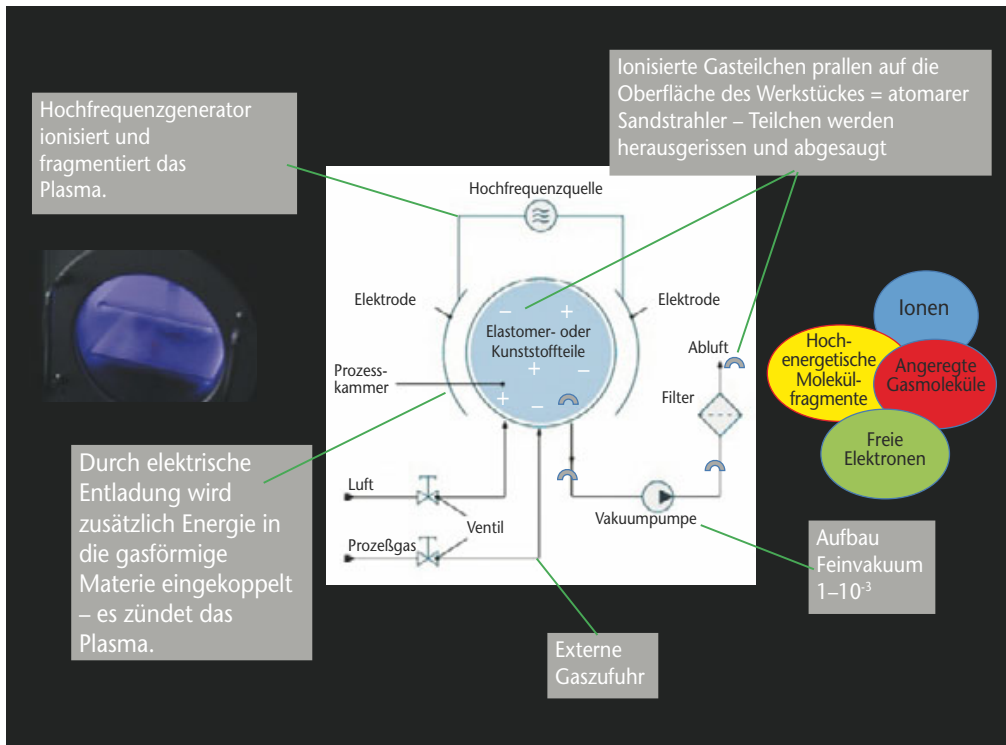 Ionisierte Gasteilchen prallen auf die
Oberfläche des Werkstückes = atomarer
Sandstrahler – Teilchen werden
herausgerissen und abgesaugt
Hochfrequenzgenerator
ionisiert und
fragmentiert das
Plasma.
Hochfrequenzquelle
Elektrode
Elektrode
Elastomer- oder
Kunststoffteile
Prozess-
kammer
Abluft
Filter
Ionen
Hoch-
energetische
Molekül-
fragmente
Angeregte
Gasmoleküle
Freie
Elektronen
Durch elektrische
Entladung wird
zusätzlich Energie in
die gasförmige
Materie eingekoppelt
– es zündet das
Plasma.
Luft
Ventil
Prozeßgas
Vakuumpumpe
Aufbau
Feinvakuum
1–10⁻³
Externe
Gaszufuhr